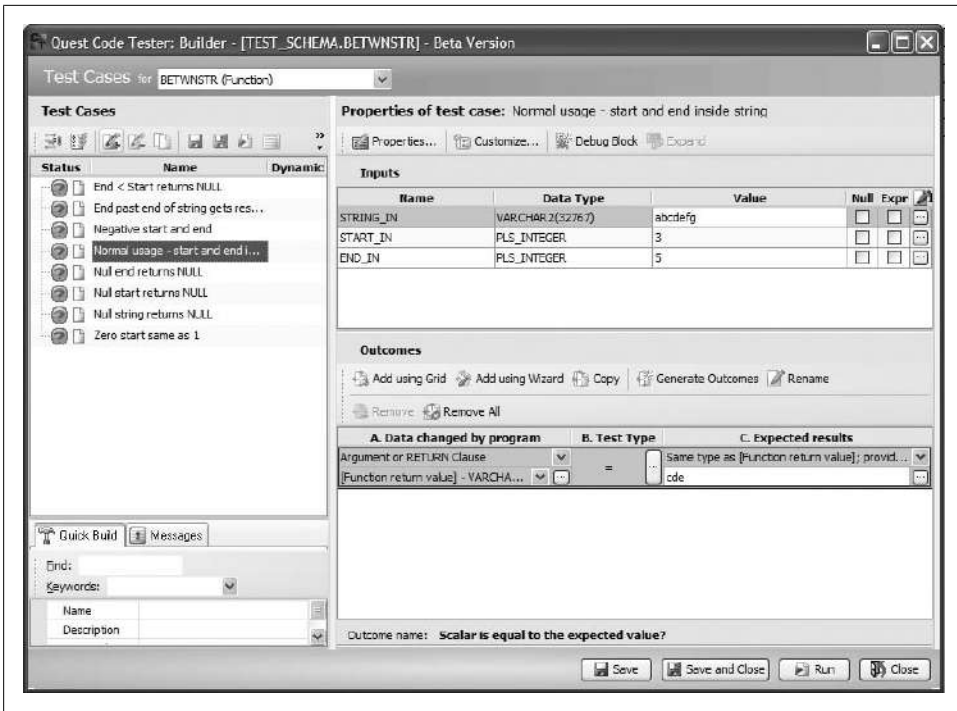 Quest Code Tester: Builder - [TEST_SCHEMA.BETWNSTR] - Beta Version
Test Cases for BETWNSTR (Function)
Test Cases
Status Name Dynamic
End < Start returns NULL
End past end of string gets res...
Negative start and end
Normal usage - start and end i...
Null end returns NULL
Null start returns NULL
Null string returns NULL
Zero start same as 1
Quick Build Messages
Find:
Keywords:
Name
Description
Properties of test case: Normal usage - start and end inside string
Properties... Customize... Debug Block Expand
Inputs
Name Data Type Value Null Expr
STRING_IN VARCHAR2(32767) abcdefg
START_IN PLS_INTEGER 3
END_IN PLS_INTEGER 5
Outcomes
Add using Grid Add using Wizard Copy Generate Outcomes Rename
Remove Remove All
A. Data changed by program B. Test Type C. Expected results
Argument or RETURN Clause = Same type as [Function return value]; provid...
[Function return value] - VARCHA... cde
Outcome name: Scalar is equal to the expected value?
Save Save and Close Run Close